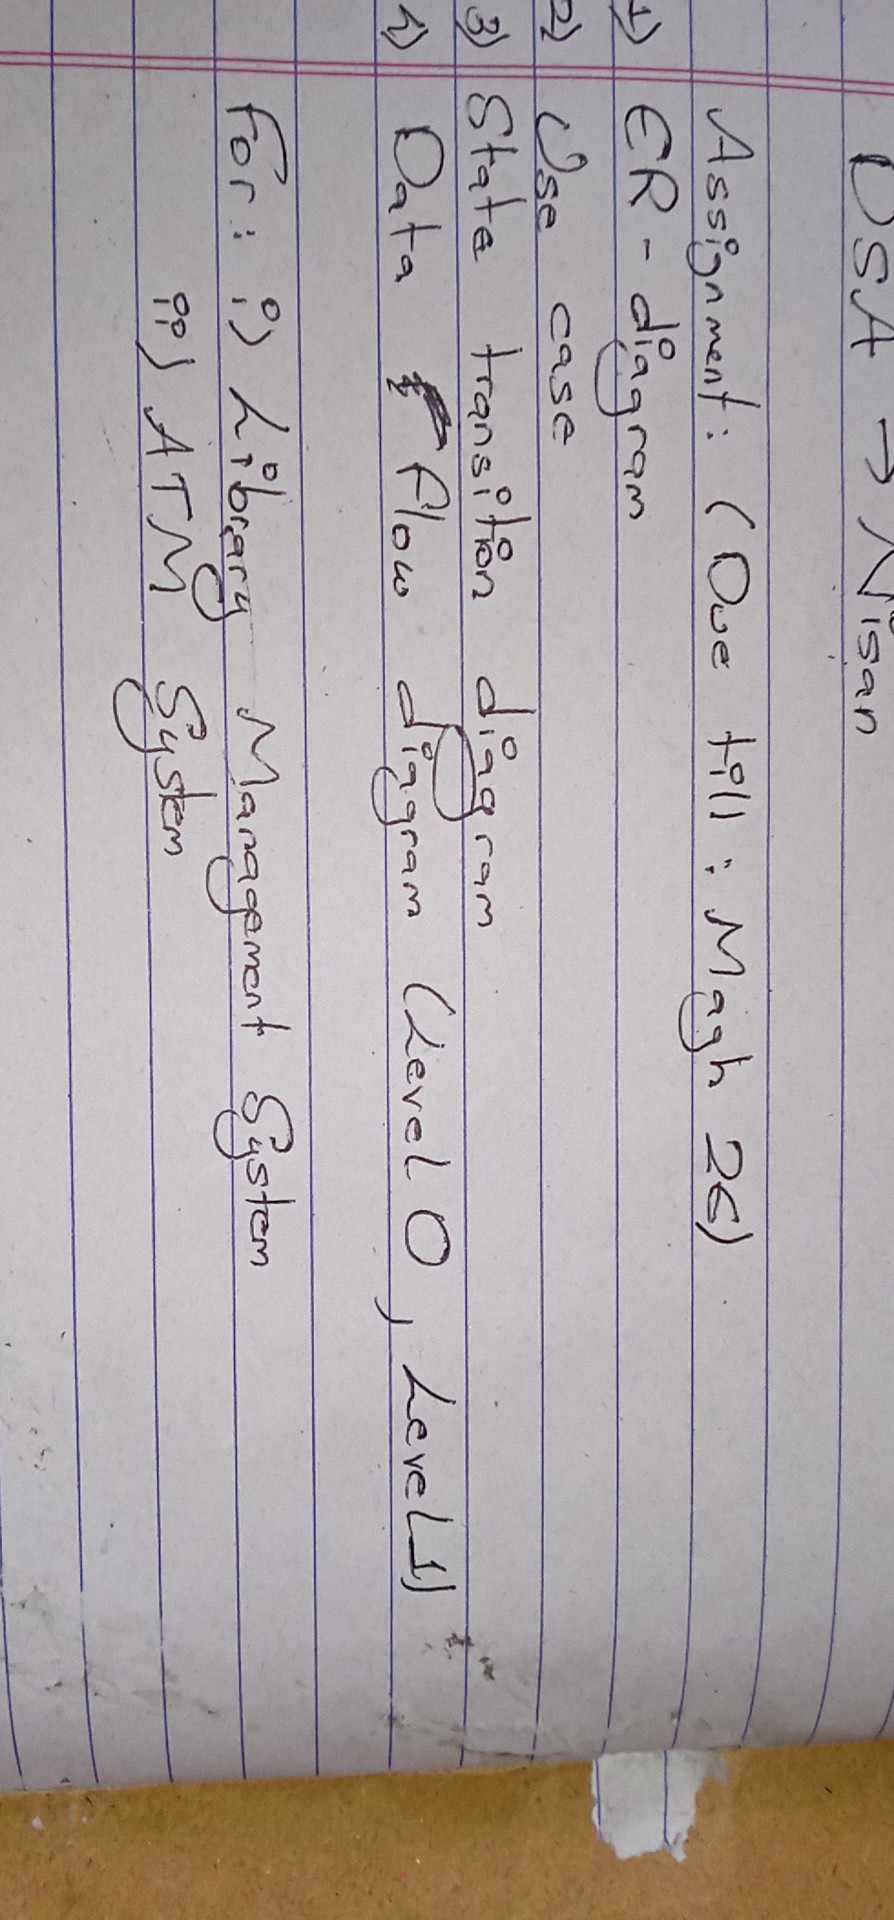 DSA → Nisan
Assignment: (Due till: Magh 26)
1) ER-diagram
2) Use case
3) State transition diagram
4) Data flow diagram (Level 0, Level 1)
For: i) Library Management System
ii) ATM System